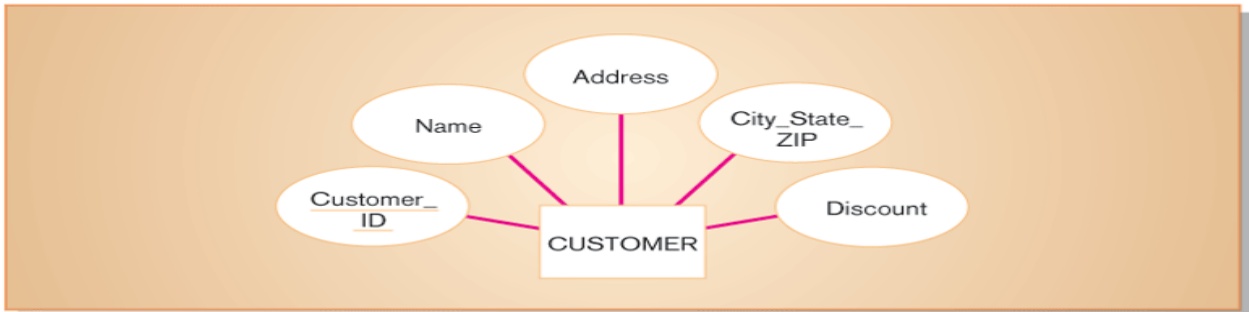 Address
Name
City_State_
ZIP
Customer_
ID
Discount
CUSTOMER